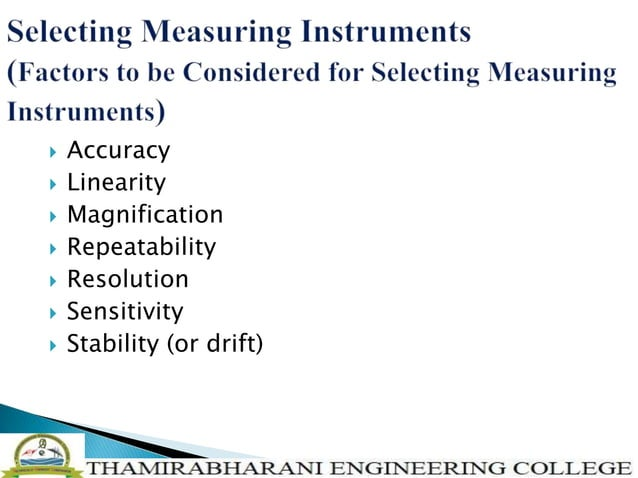 Selecting Measuring Instruments
(Factors to be Considered for Selecting Measuring
Instruments)
Accuracy
Linearity
Magnification
Repeatability
Resolution
Sensitivity
Stability (or drift)
THAMIRABHARANI ENGINEERING COLLEGE